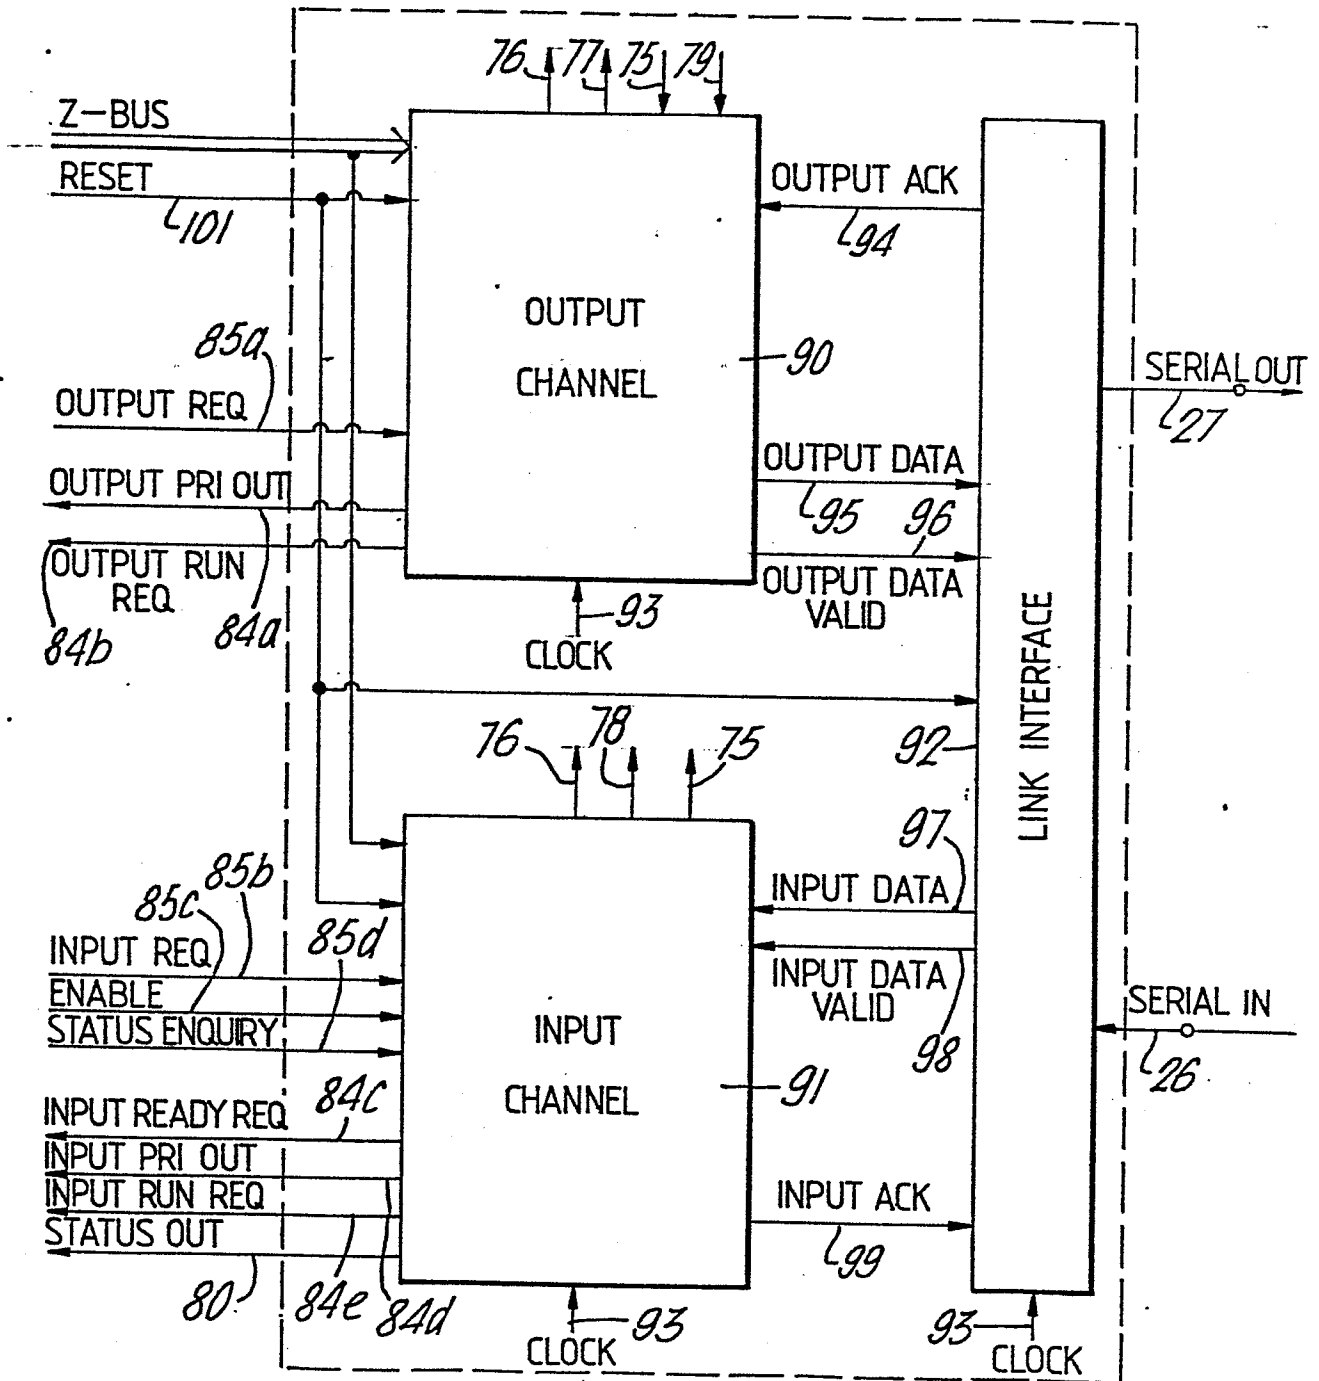 76
77
75
79
Z-BUS
RESET
101
OUTPUT ACK
94
OUTPUT
CHANNEL
90
85a
OUTPUT REQ
SERIAL OUT
27
OUTPUT PRI OUT
OUTPUT DATA
95
96
OUTPUT RUN
REQ
84b
84a
OUTPUT DATA
VALID
93
CLOCK
LINK INTERFACE
92
76
78
75
97
INPUT DATA
85b
85c
85d
INPUT REQ
ENABLE
STATUS ENQUIRY
INPUT DATA
VALID
98
SERIAL IN
26
INPUT
CHANNEL
91
84c
INPUT READY REQ
INPUT PRI OUT
INPUT RUN REQ
STATUS OUT
INPUT ACK
99
80
84e
84d
93
CLOCK
93
CLOCK